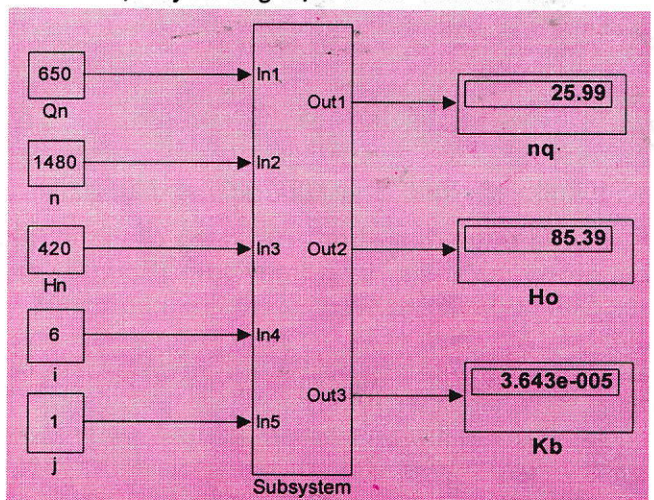 650
In1
Qn
Out1
25.99
nq
1480
In2
n
420
In3
Hn
Out2
85.39
Ho
6
In4
i
Out3
3.643e-005
Kb
1
In5
j
Subsystem